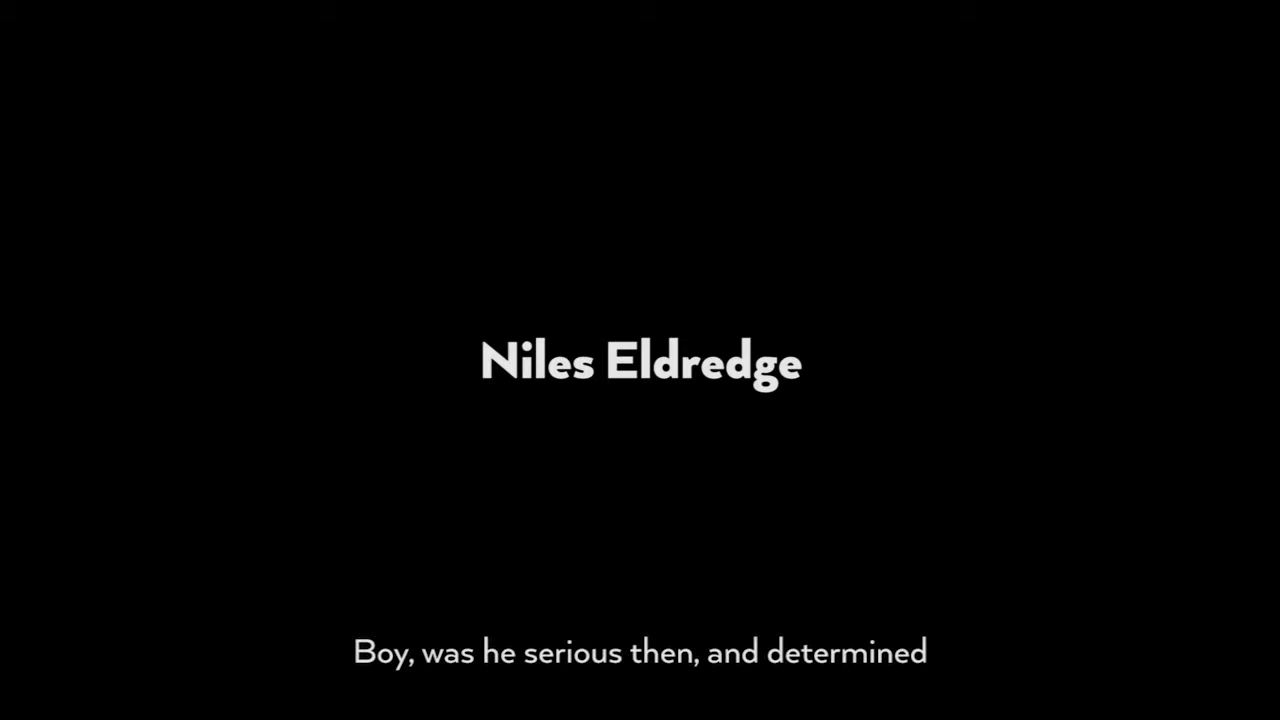 Niles Eldredge
Boy, was he serious then, and determined